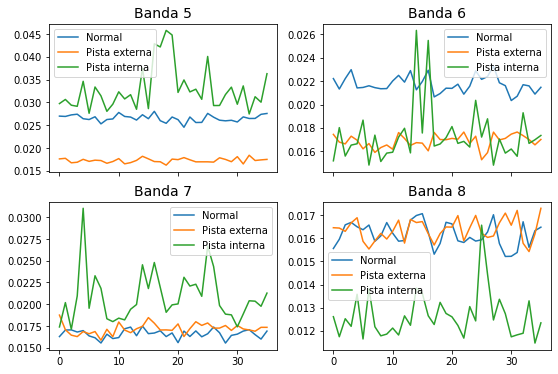 Banda 5
Banda 6
0.045
0.040
0.035
0.030
0.025
0.020
0.015
Normal
Pista externa
Pista interna
0.026
0.024
0.022
0.020
0.018
0.016
Normal
Pista externa
Pista interna
Banda 7
Banda 8
0.0300
0.0275
0.0250
0.0225
0.0200
0.0175
0.0150
Normal
Pista externa
Pista interna
0 10 20 30
0.017
0.016
0.015
0.014
0.013
0.012
Normal
Pista externa
Pista interna
0 10 20 30